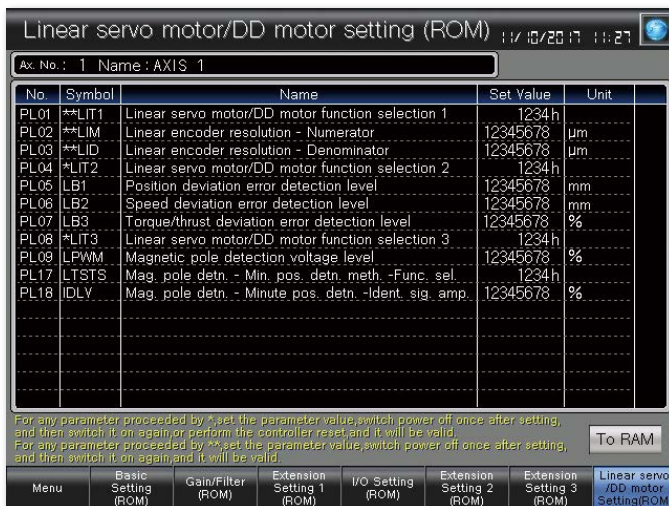 Linear servo motor/DD motor setting (ROM) 11/10/2017 11:27
Ax. No.: 1 Name:AXIS 1
No. Symbol Name Set Value Unit
PL01 **LIT1 Linear servo motor/DD motor function selection 1 1234h
PL02 **LIM Linear encoder resolution - Numerator 12345678 μm
PL03 **LID Linear encoder resolution - Denominator 12345678 μm
PL04 *LIT2 Linear servo motor/DD motor function selection 2 1234h
PL05 LB1 Position deviation error detection level 12345678 mm
PL06 LB2 Speed deviation error detection level 12345678 mm
PL07 LB3 Torque/thrust deviation error detection level 12345678 %
PL08 *LIT3 Linear servo motor/DD motor function selection 3 1234h
PL09 LPWM Magnetic pole detection voltage level 12345678 %
PL17 LTSTS Mag. pole detn. - Min. pos. detn. meth. -Func. sel. 1234h
PL18 IDLV Mag. pole detn. - Minute pos. detn. -Ident. sig. amp. 12345678 %
For any parameter proceeded by *,set the parameter value,switch power off once after setting,
and then switch it on again,or perform the controller reset,and it will be valid.
For any parameter proceeded by **,set the parameter value,switch power off once after setting,
and then switch it on again,and it will be valid.
To RAM
Menu
Basic
Setting
(ROM)
Gain/Filter
(ROM)
Extension
Setting 1
(ROM)
I/O Setting
(ROM)
Extension
Setting 2
(ROM)
Extension
Setting 3
(ROM)
Linear servo
/DD motor
Setting(ROM